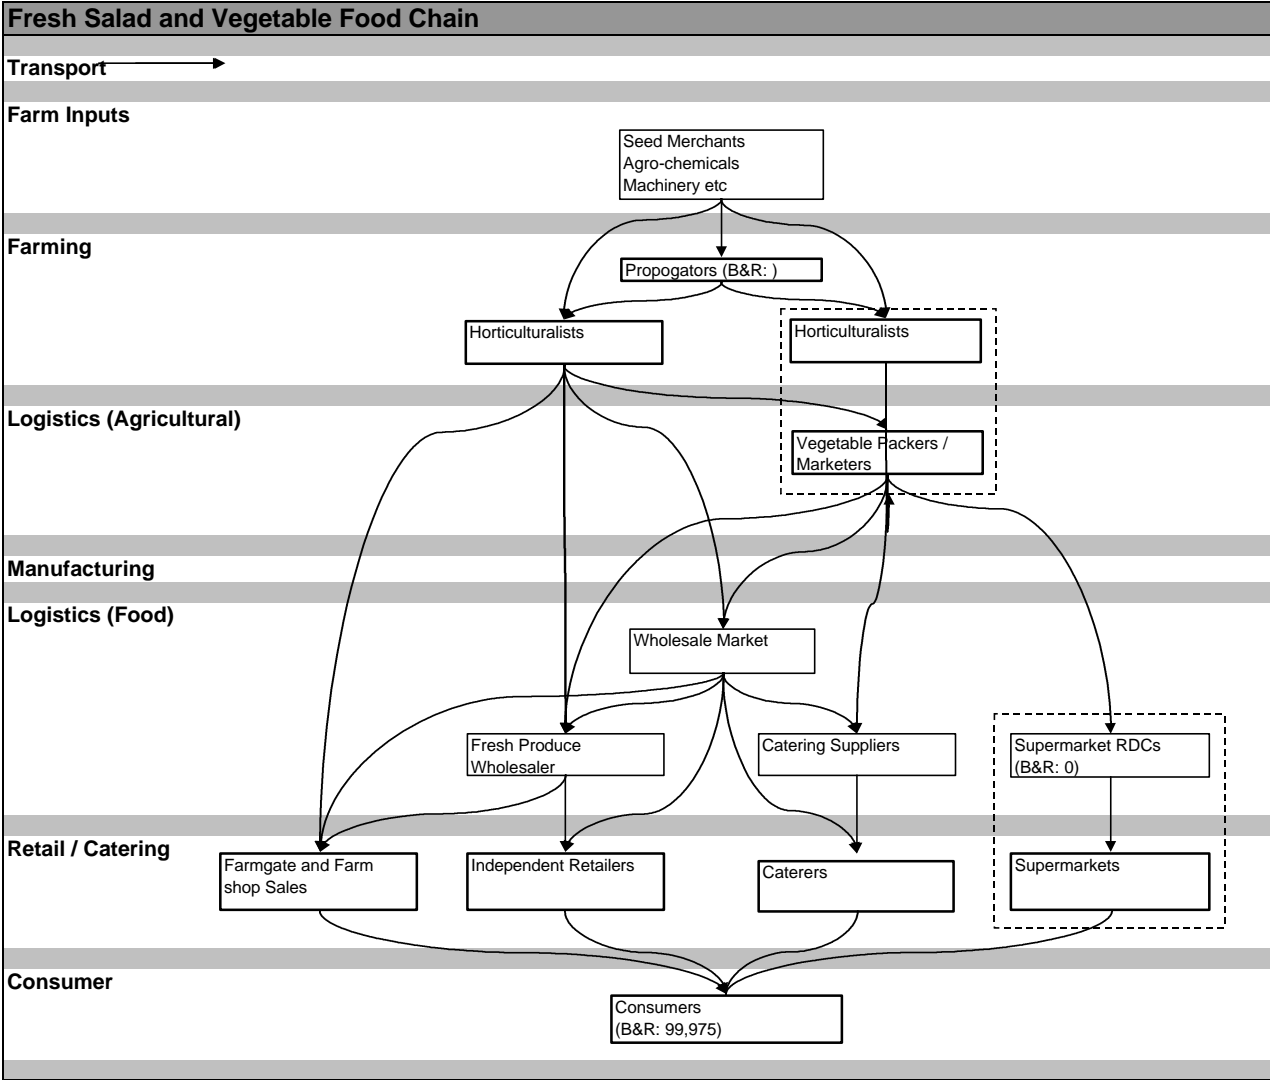 Fresh Salad and Vegetable Food Chain
Transport
Farm Inputs
Seed Merchants
Agro-chemicals
Machinery etc
Farming
Propogators (B&R: )
Horticulturalists
Horticulturalists
Logistics (Agricultural)
Vegetable Packers /
Marketers
Manufacturing
Logistics (Food)
Wholesale Market
Fresh Produce
Wholesaler
Catering Suppliers
Supermarket RDCs
(B&R: 0)
Retail / Catering
Farmgate and Farm
shop Sales
Independent Retailers
Caterers
Supermarkets
Consumer
Consumers
(B&R: 99,975)